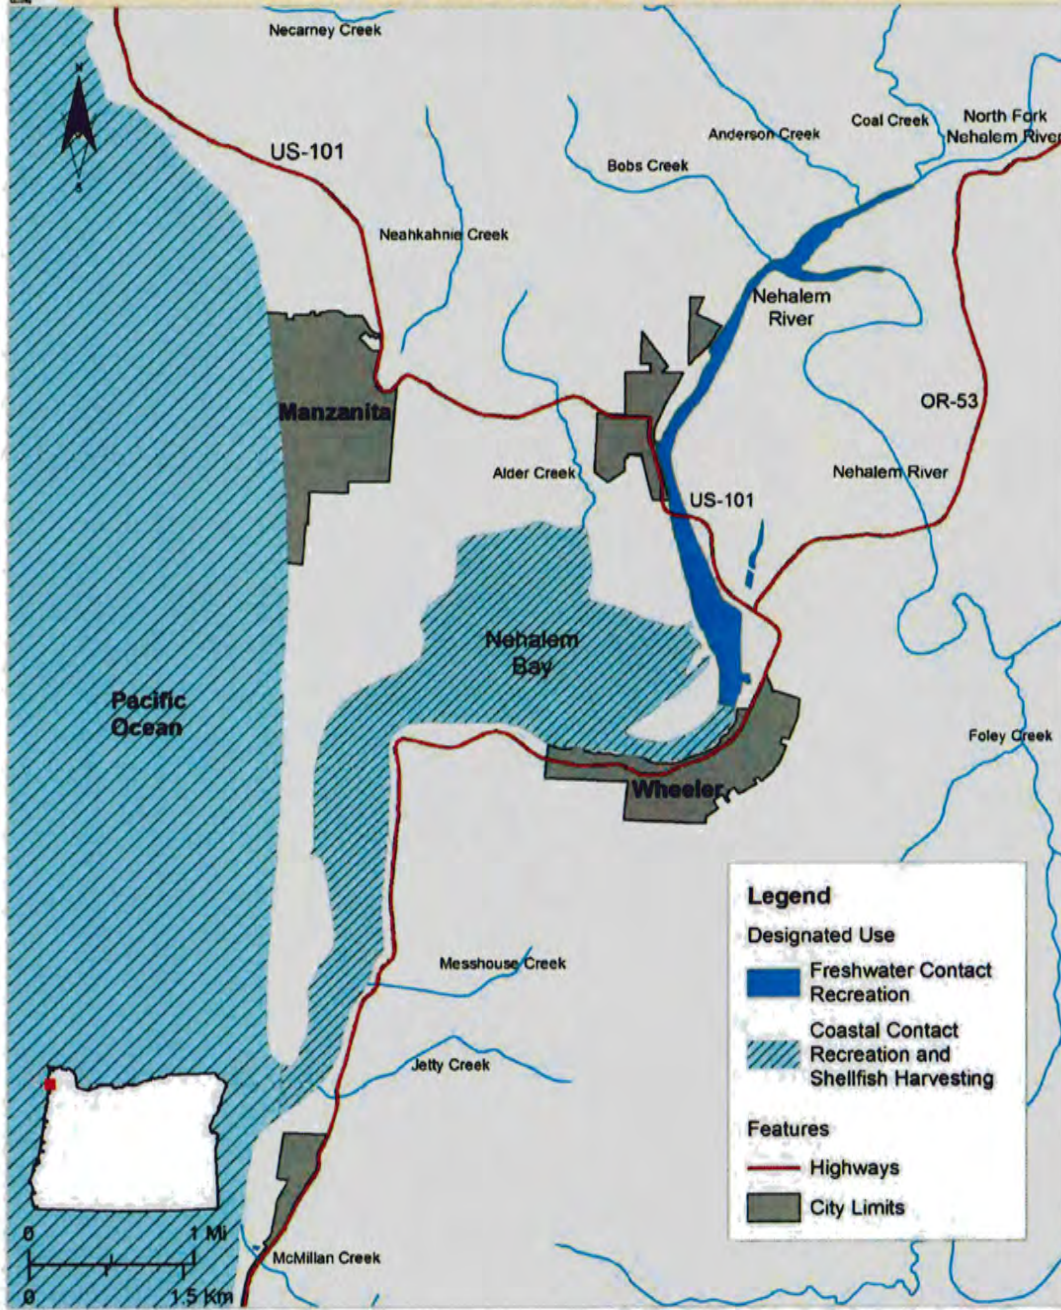 Necarney Creek
N
S
US-101
Anderson Creek
Coal Creek
North Fork
Nehalem River
Bobs Creek
Neahkahnie Creek
Nehalem
River
Manzanita
OR-53
Alder Creek
Nehalem River
US-101
Nehalem
Bay
Pacific
Ocean
Foley Creek
Wheeler
Messhouse Creek
Jetty Creek
McMillan Creek
0 1 Mi
0 1.5 Km
Legend
Designated Use
Freshwater Contact
Recreation
Coastal Contact
Recreation and
Shellfish Harvesting
Features
Highways
City Limits